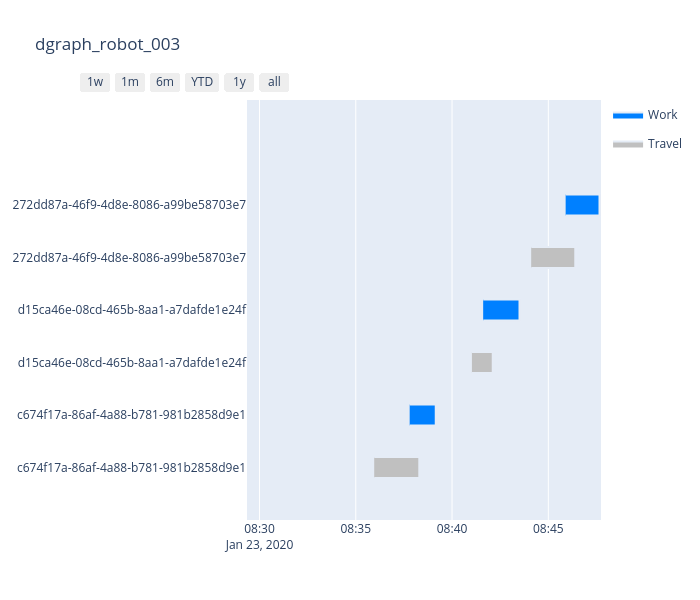 dgraph_robot_003
1w 1m 6m YTD 1y all
Work
Travel
272dd87a-46f9-4d8e-8086-a99be58703e7
272dd87a-46f9-4d8e-8086-a99be58703e7
d15ca46e-08cd-465b-8aa1-a7dafde1e24f
d15ca46e-08cd-465b-8aa1-a7dafde1e24f
c674f17a-86af-4a88-b781-981b2858d9e1
c674f17a-86af-4a88-b781-981b2858d9e1
08:30 08:35 08:40 08:45
Jan 23, 2020